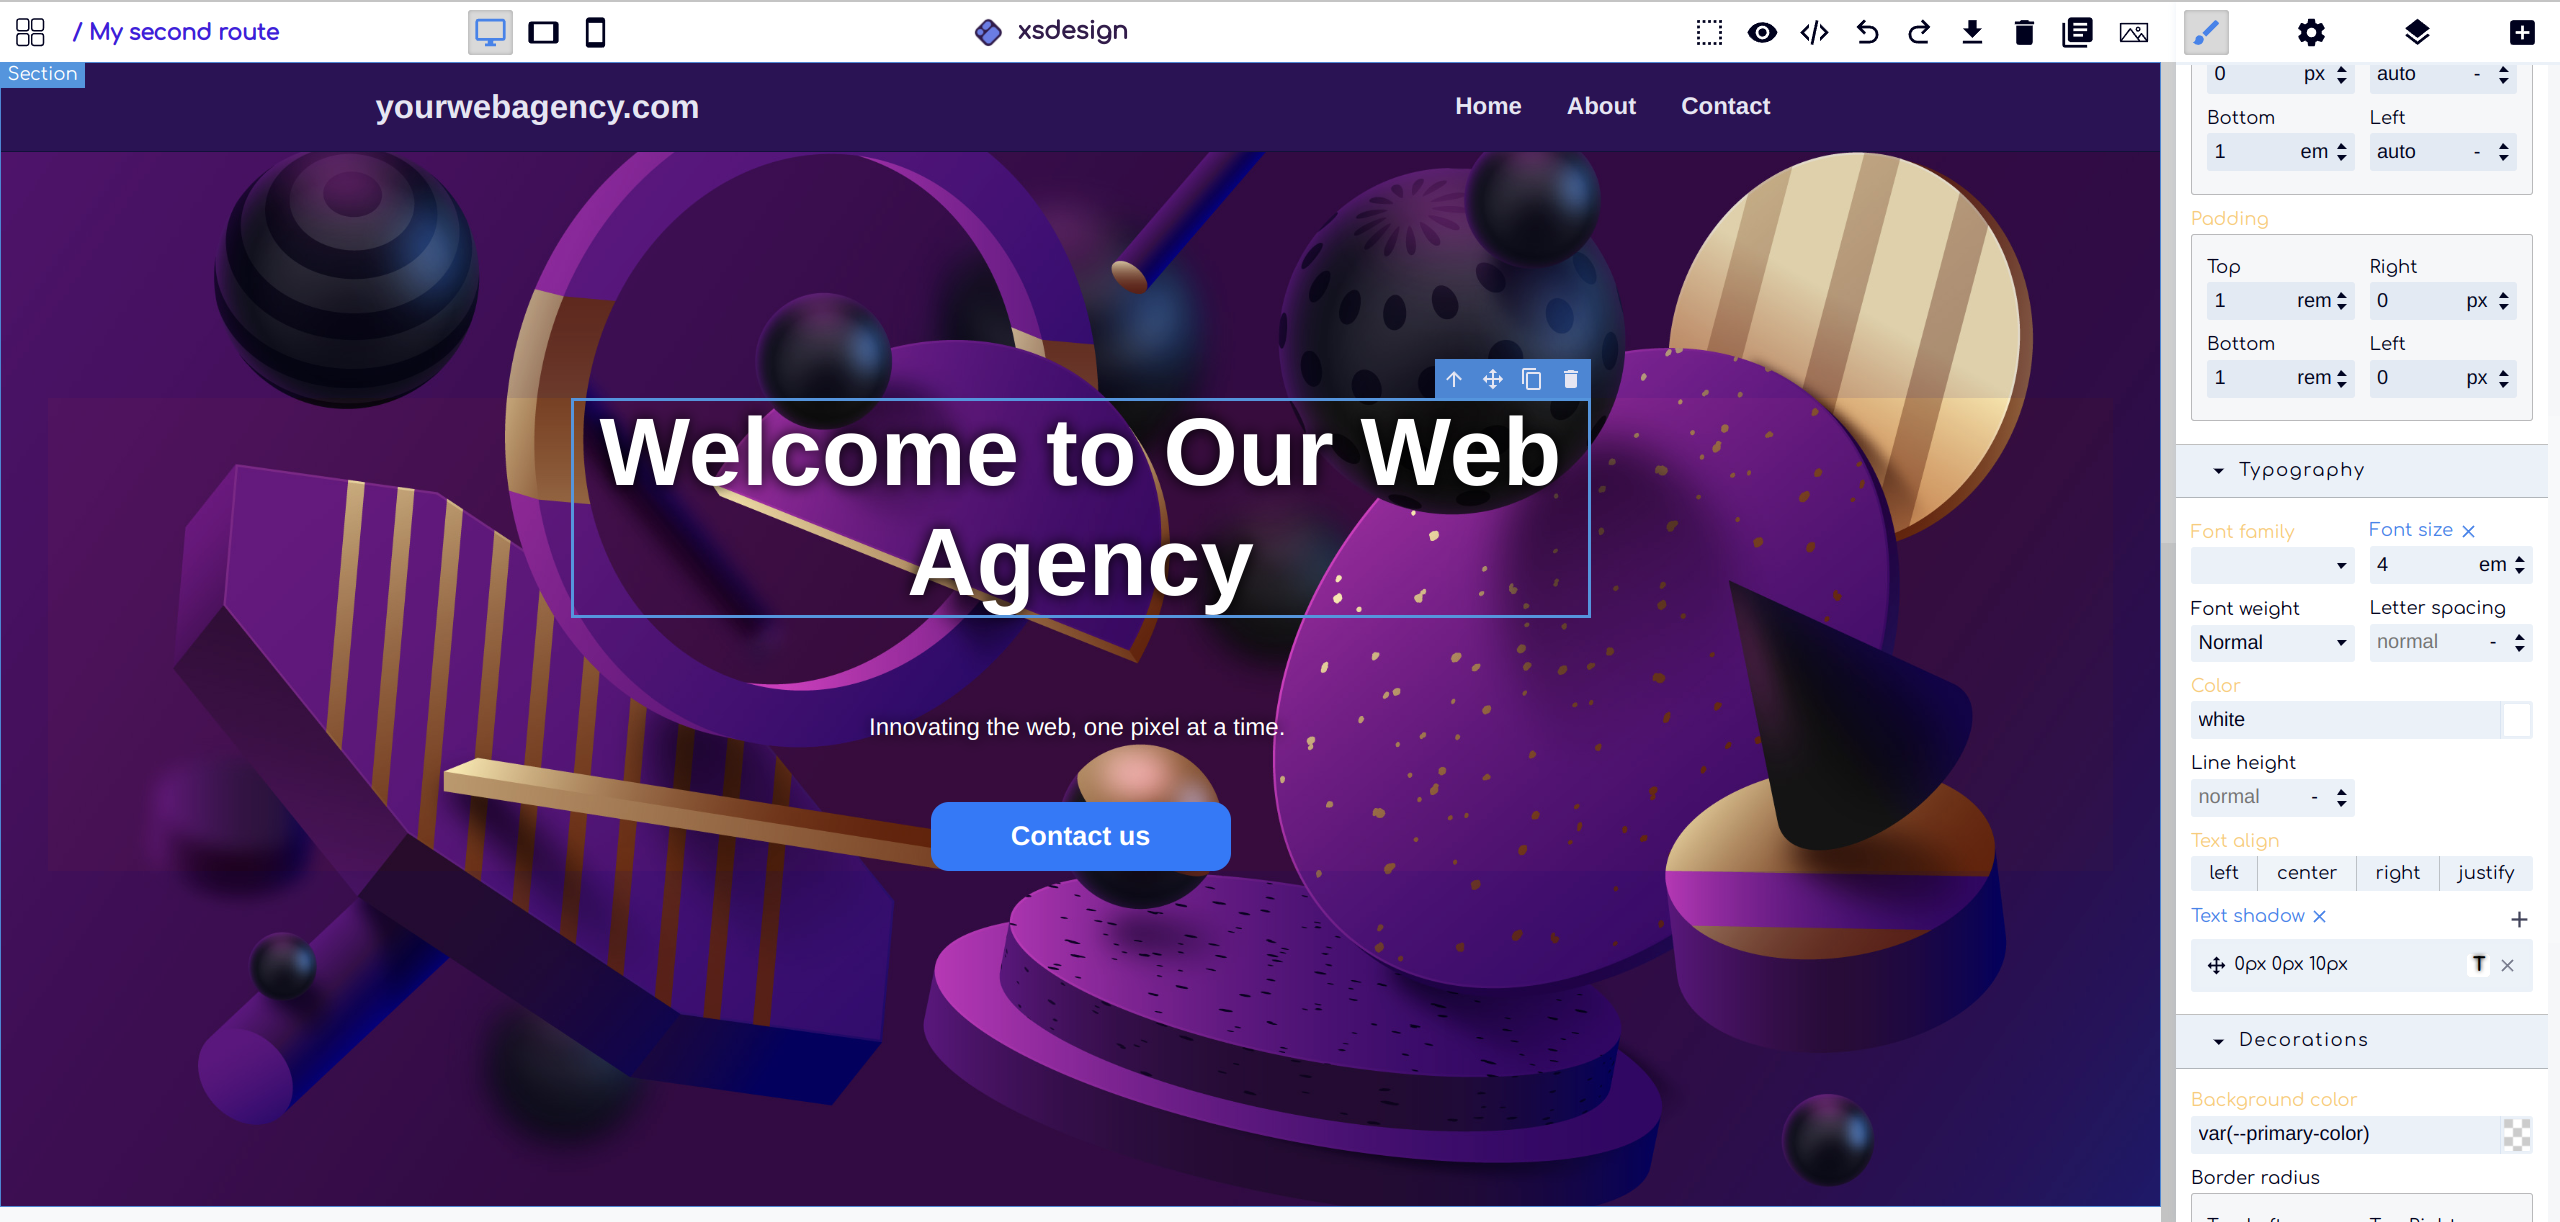 / My second route
xsdesign
Section
yourwebagency.com
Home About Contact
Welcome to Our Web
Agency
Innovating the web, one pixel at a time.
Contact us
0 px auto -
Bottom Left
1 em auto -
Padding
Top Right
1 rem 0 px
Bottom Left
1 rem 0 px
Typography
Font family Font size
4 em
Font weight Letter spacing
Normal normal -
Color
white
Line height
normal -
Text align
left center right justify
Text shadow
0px 0px 10px T
Decorations
Background color
var(--primary-color)
Border radius